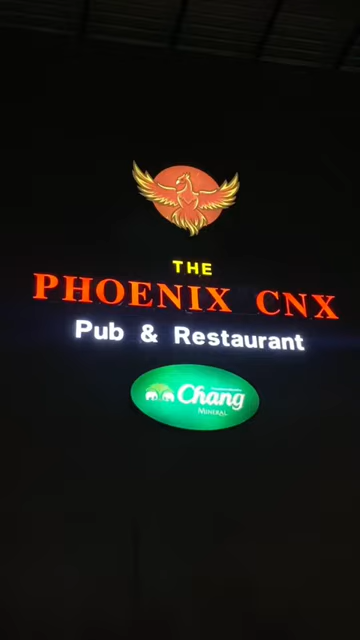 THE
PHOENIX CNX
Pub & Restaurant
Chang
MINERAL